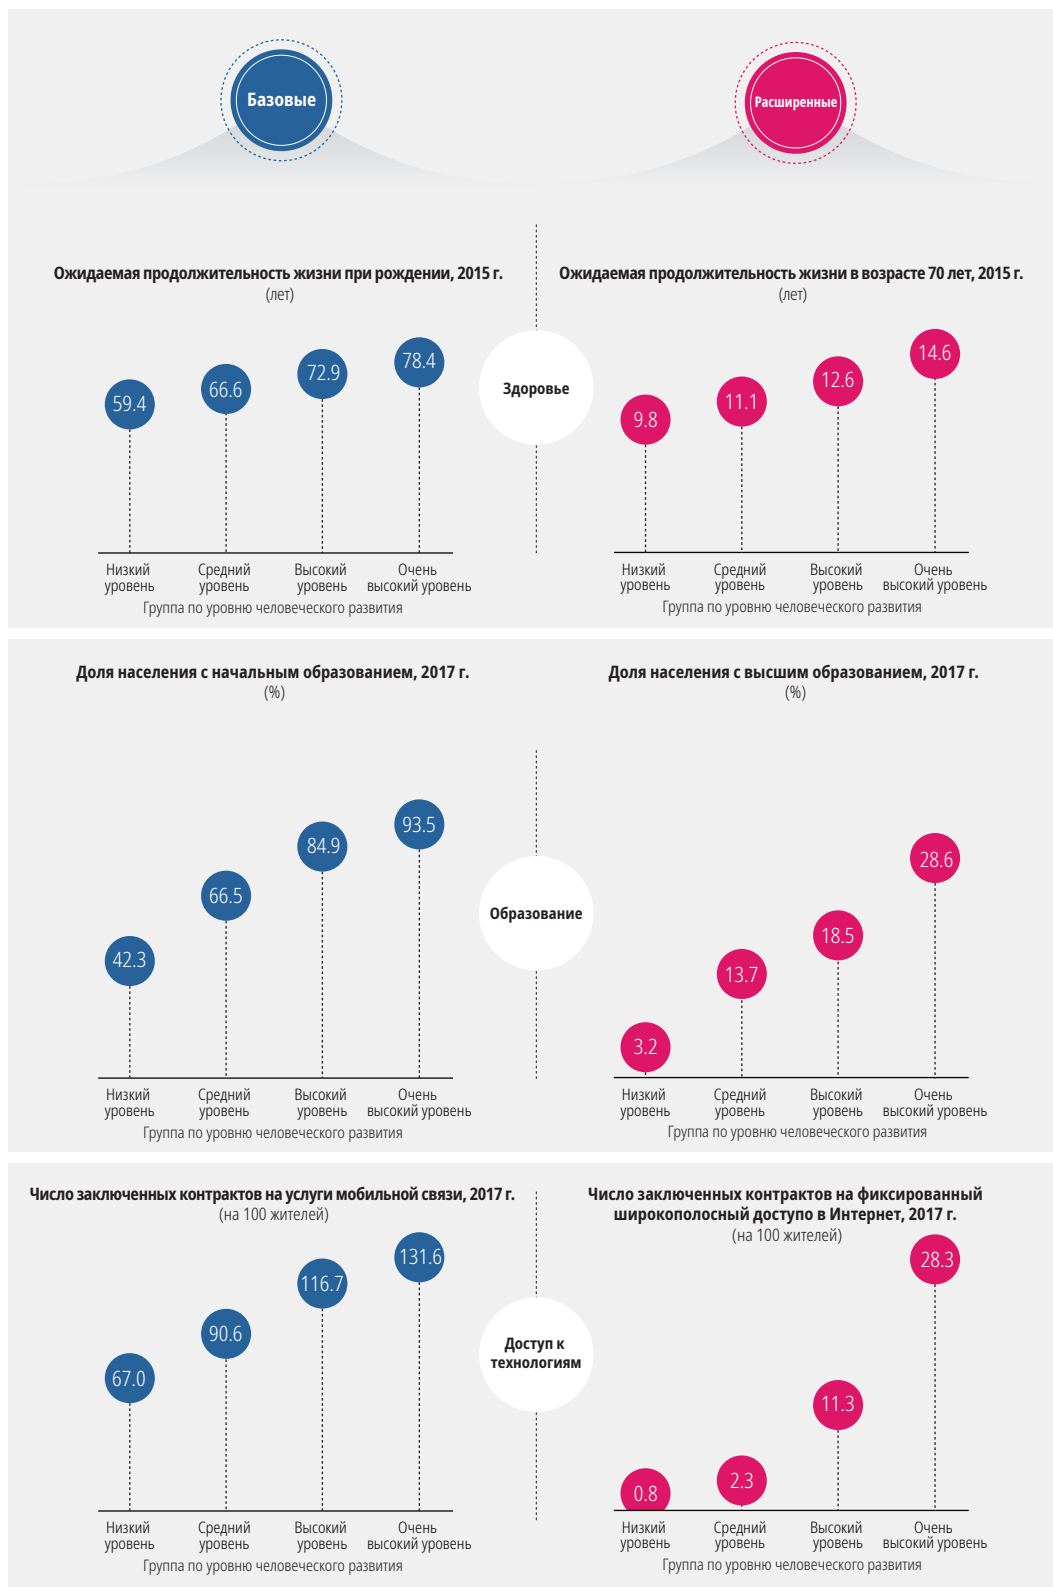 Базовые
Расширенные
Ожидаемая продолжительность жизни при рождении, 2015 г.
(лет)
59.4
66.6
72.9
78.4
Низкий
уровень
Средний
уровень
Высокий
уровень
Очень
высокий уровень
Группа по уровню человеческого развития
Здоровье
Ожидаемая продолжительность жизни в возрасте 70 лет, 2015 г.
(лет)
9.8
11.1
12.6
14.6
Низкий
уровень
Средний
уровень
Высокий
уровень
Очень
высокий уровень
Группа по уровню человеческого развития
Доля населения с начальным образованием, 2017 г.
(%)
42.3
66.5
84.9
93.5
Низкий
уровень
Средний
уровень
Высокий
уровень
Очень
высокий уровень
Группа по уровню человеческого развития
Образование
Доля населения с высшим образованием, 2017 г.
(%)
3.2
13.7
18.5
28.6
Низкий
уровень
Средний
уровень
Высокий
уровень
Очень
высокий уровень
Группа по уровню человеческого развития
Число заключенных контрактов на услуги мобильной связи, 2017 г.
(на 100 жителей)
67.0
90.6
116.7
131.6
Низкий
уровень
Средний
уровень
Высокий
уровень
Очень
высокий уровень
Группа по уровню человеческого развития
Доступ к
технологиям
Число заключенных контрактов на фиксированный
широкополосный доступо в Интернет, 2017 г.
(на 100 жителей)
0.8
2.3
11.3
28.3
Низкий
уровень
Средний
уровень
Высокий
уровень
Очень
высокий уровень
Группа по уровню человеческого развития